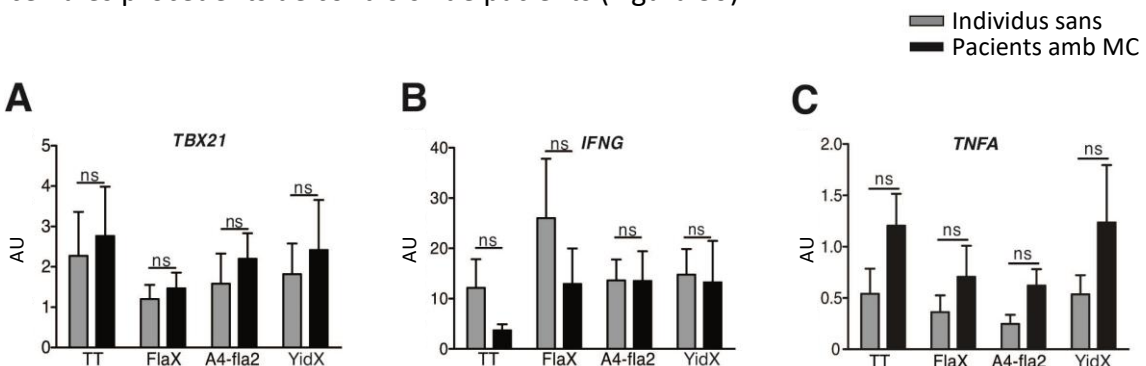 Individus sans
Pacients amb MC
A
B
C
TBX21
IFNG
TNFA
5
4
3
2
1
0
AU
ns
ns
ns
ns
TT
FlaX
A4-fla2
YidX
40
30
20
10
0
AU
ns
ns
ns
ns
TT
FlaX
A4-fla2
YidX
2.0
1.5
1.0
0.5
0
AU
ns
ns
ns
ns
TT
FlaX
A4-fla2
YidX